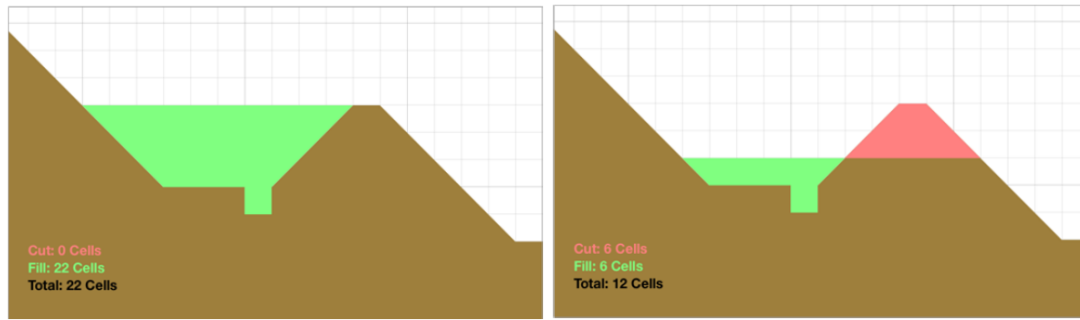 Cut: 0 Cells
Fill: 22 Cells
Total: 22 Cells
Cut: 6 Cells
Fill: 6 Cells
Total: 12 Cells